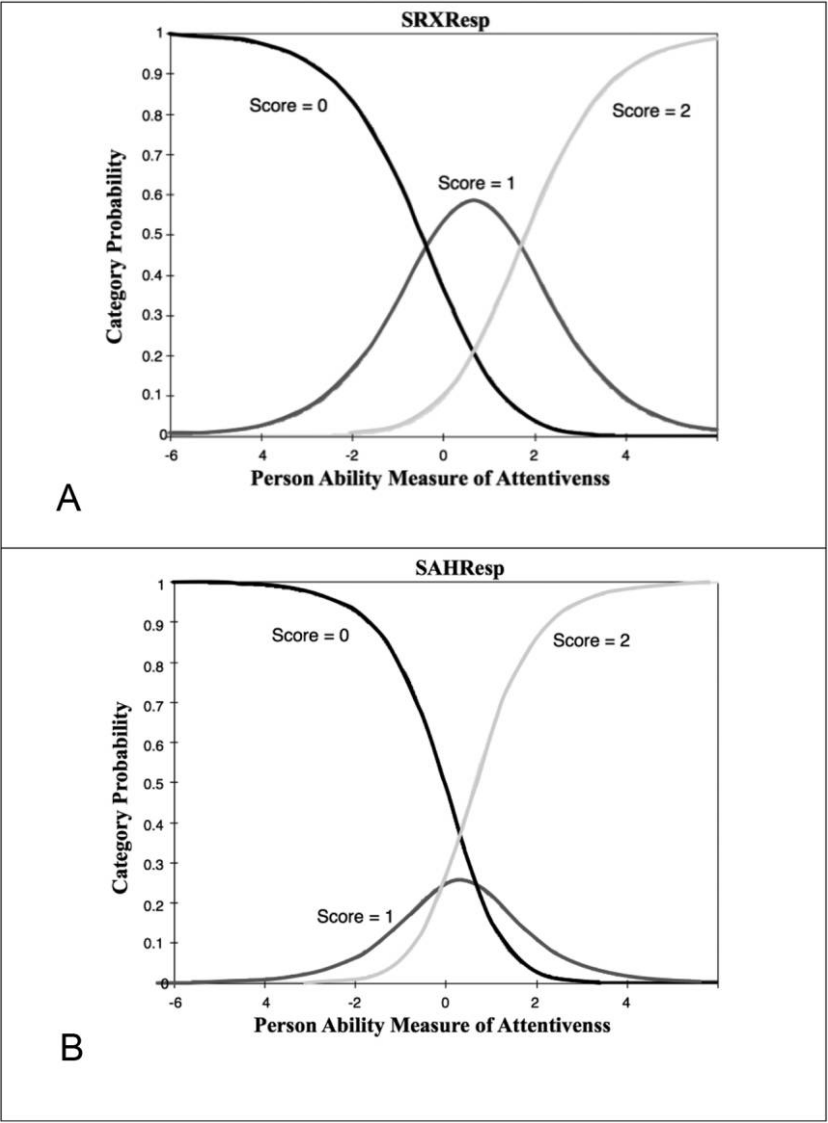 SRXResp
1
0.9
0.8
0.7
0.6
0.5
0.4
0.3
0.2
0.1
0
Score = 0
Score = 1
Score = 2
Category Probability
-6 4 -2 0 2 4
Person Ability Measure of Attentivenss
A
SAHResp
1
0.9
0.8
0.7
0.6
0.5
0.4
0.3
0.2
0.1
0
Score = 0
Score = 2
Score = 1
Category Probability
-6 4 -2 0 2 4
Person Ability Measure of Attentivenss
B